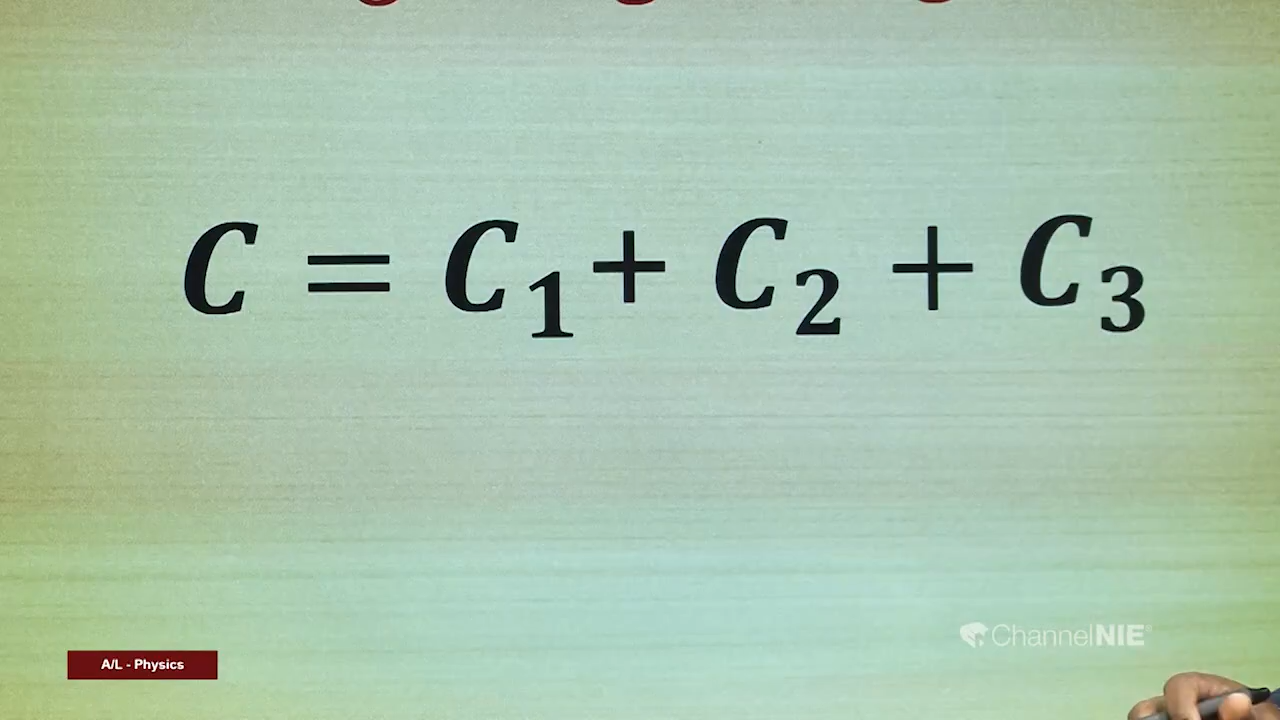 C = C₁ + C₂ + C₃
ChannelNIE
A/L - Physics